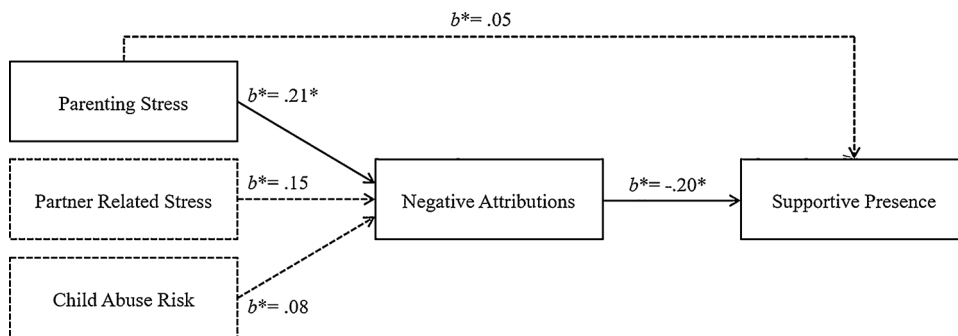 b*= .05
Parenting Stress
b*= .21*
Partner Related Stress
b*= .15
Negative Attributions
b*= -.20*
Supportive Presence
Child Abuse Risk
b*= .08